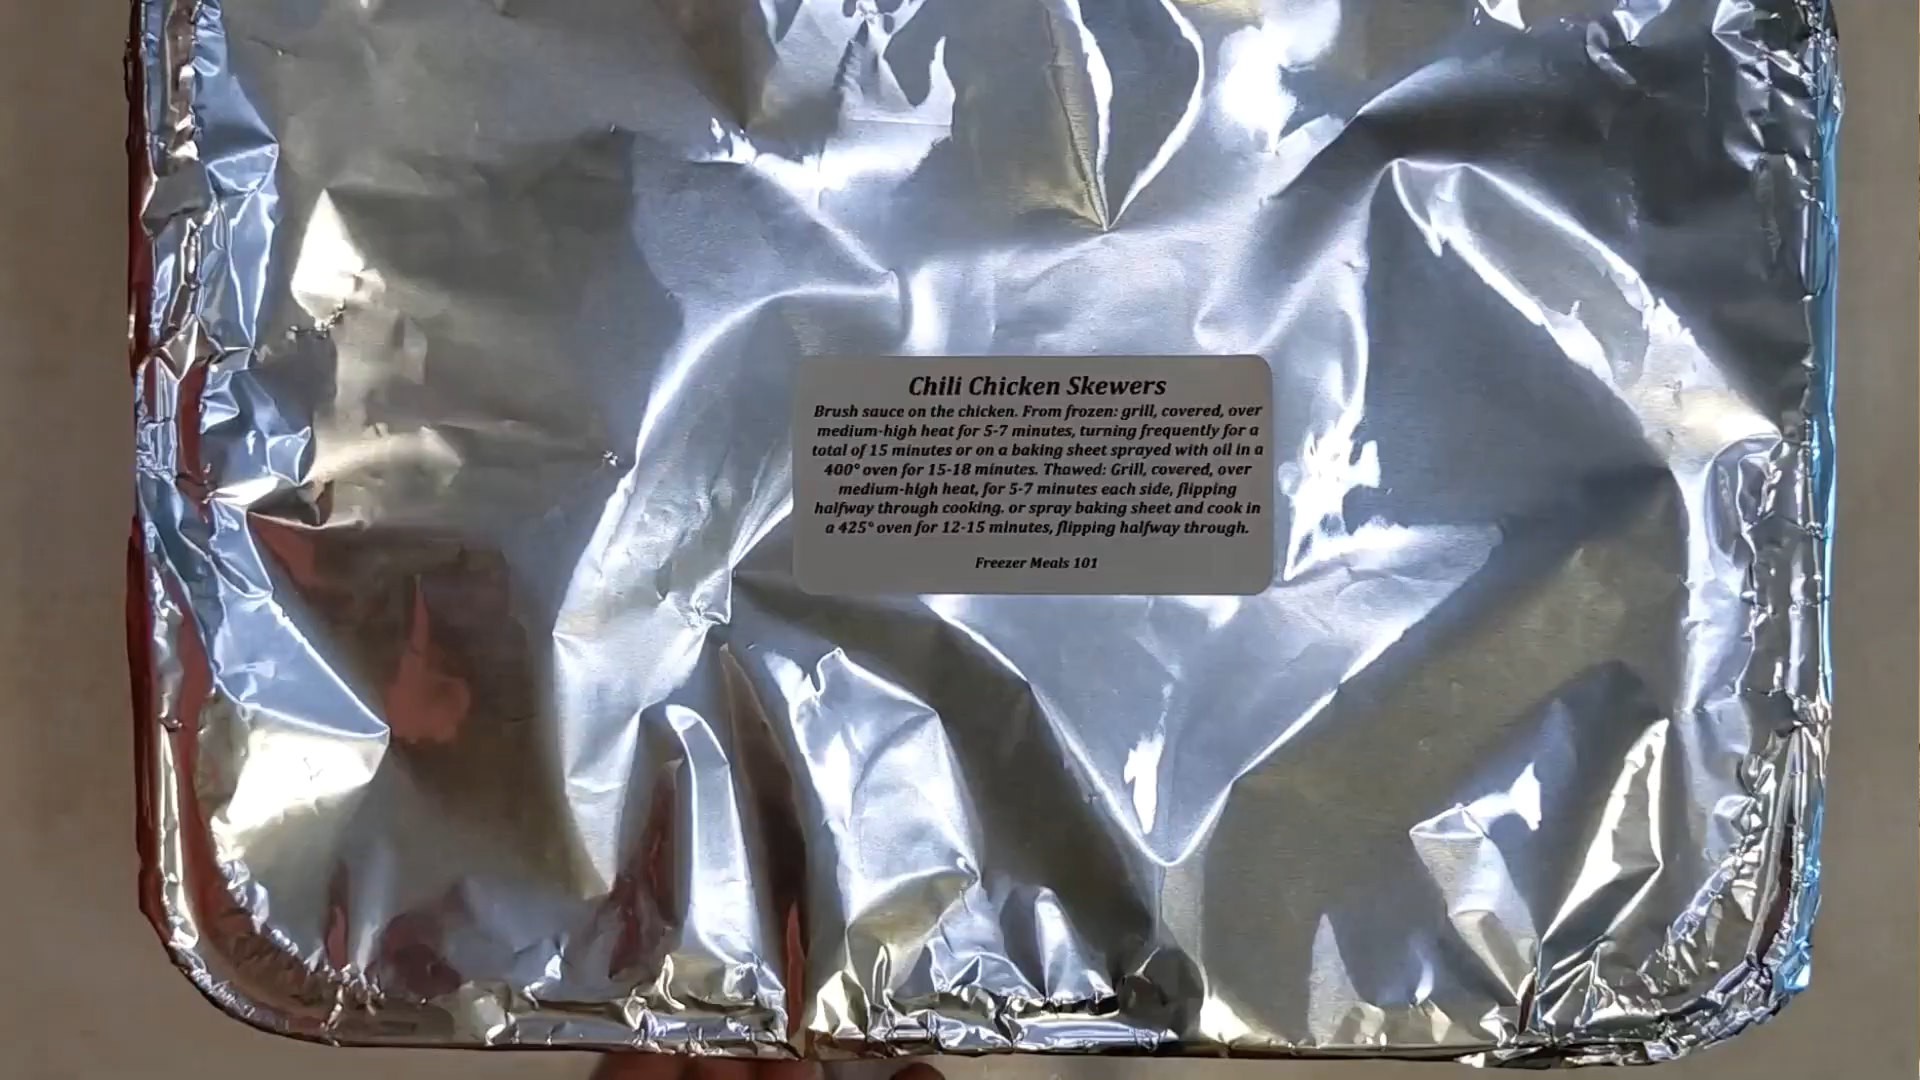 Chili Chicken Skewers
Brush sauce on the chicken. From frozen: grill, covered, over
medium-high heat for 5-7 minutes, turning frequently for a
total of 15 minutes or on a baking sheet sprayed with oil in a
400° oven for 15-18 minutes. Thawed: Grill, covered, over
medium-high heat, for 5-7 minutes each side, flipping
halfway through cooking. or spray baking sheet and cook in
a 425° oven for 12-15 minutes, flipping halfway through.
Freezer Meals 101